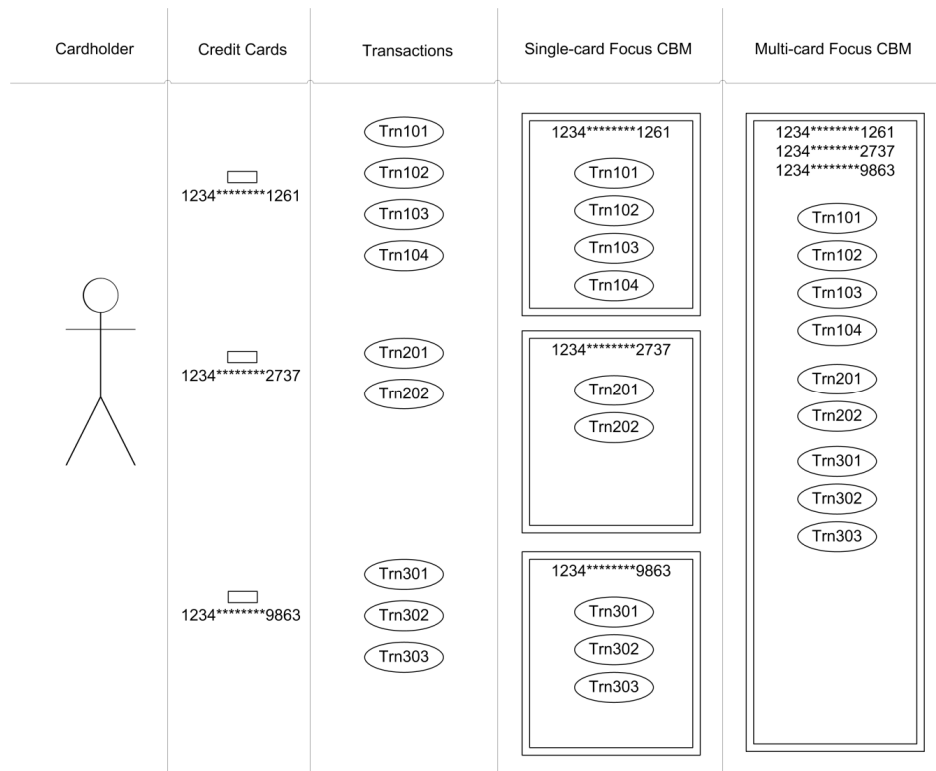 Cardholder
Credit Cards
Transactions
Single-card Focus CBM
Multi-card Focus CBM
1234********1261
1234********2737
1234********9863
Trn101
Trn102
Trn103
Trn104
Trn201
Trn202
Trn301
Trn302
Trn303
1234********1261
Trn101
Trn102
Trn103
Trn104
1234********2737
Trn201
Trn202
1234********9863
Trn301
Trn302
Trn303
1234********1261
1234********2737
1234********9863
Trn101
Trn102
Trn103
Trn104
Trn201
Trn202
Trn301
Trn302
Trn303